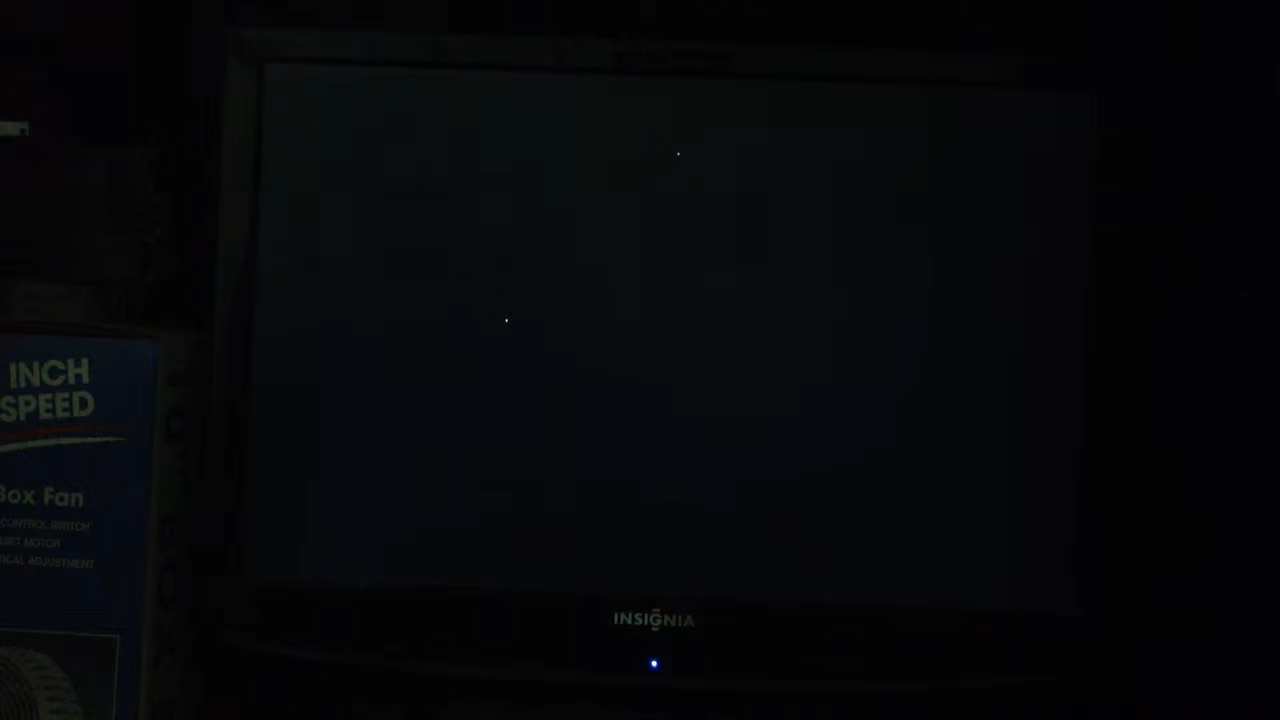 INCH
SPEED
Box Fan
CONTROL SWITCH
MOTOR
ADJUSTMENT
INSIGNIA